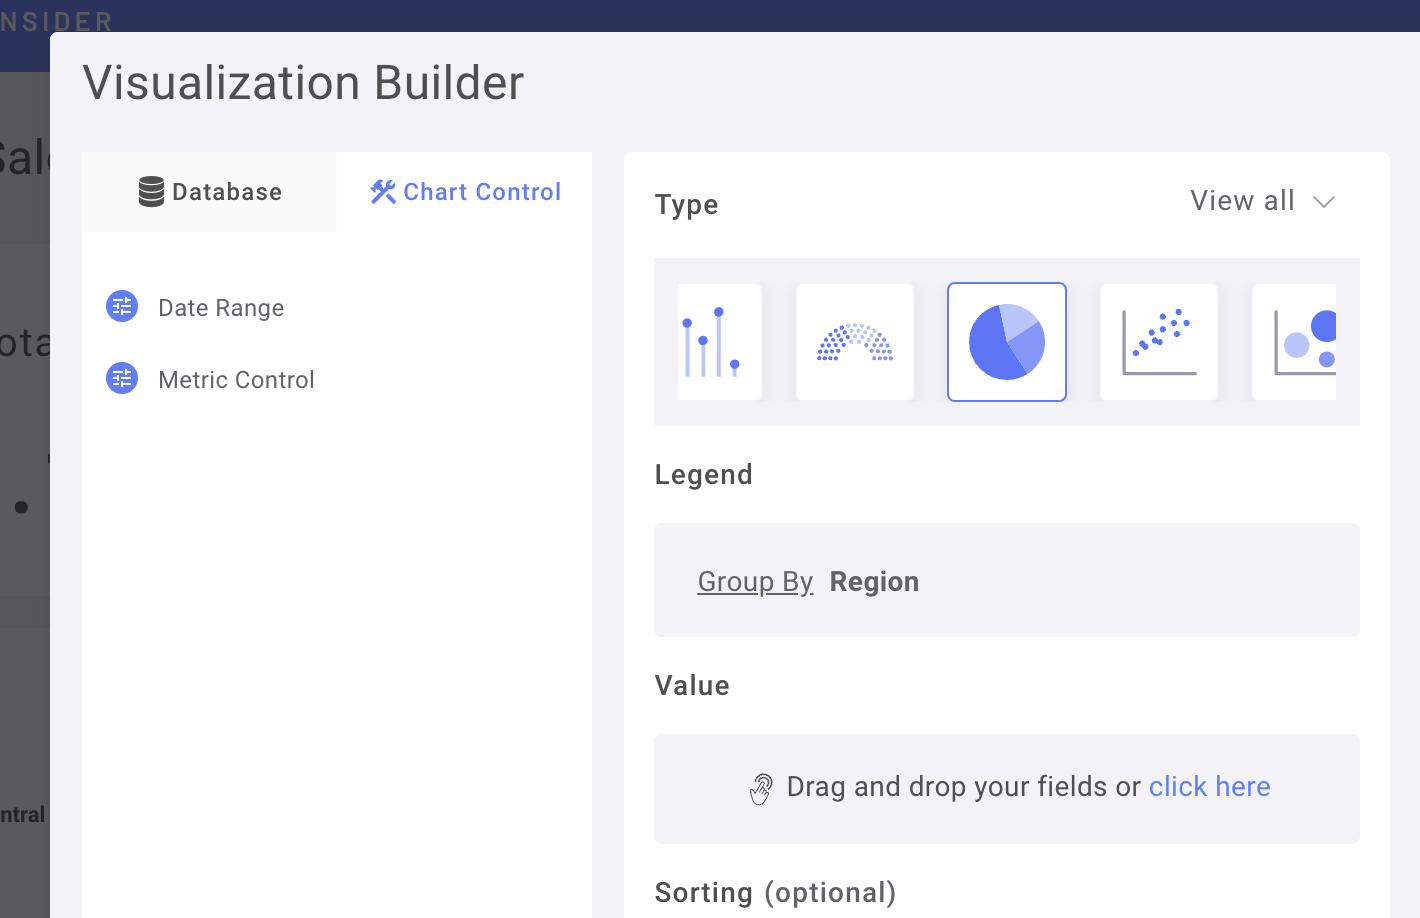 NSIDER
Visualization Builder
Database
Chart Control
Date Range
Metric Control
Type
View all
Legend
Group By Region
Value
Drag and drop your fields or click here
Sorting (optional)
Sale
ota
ntral